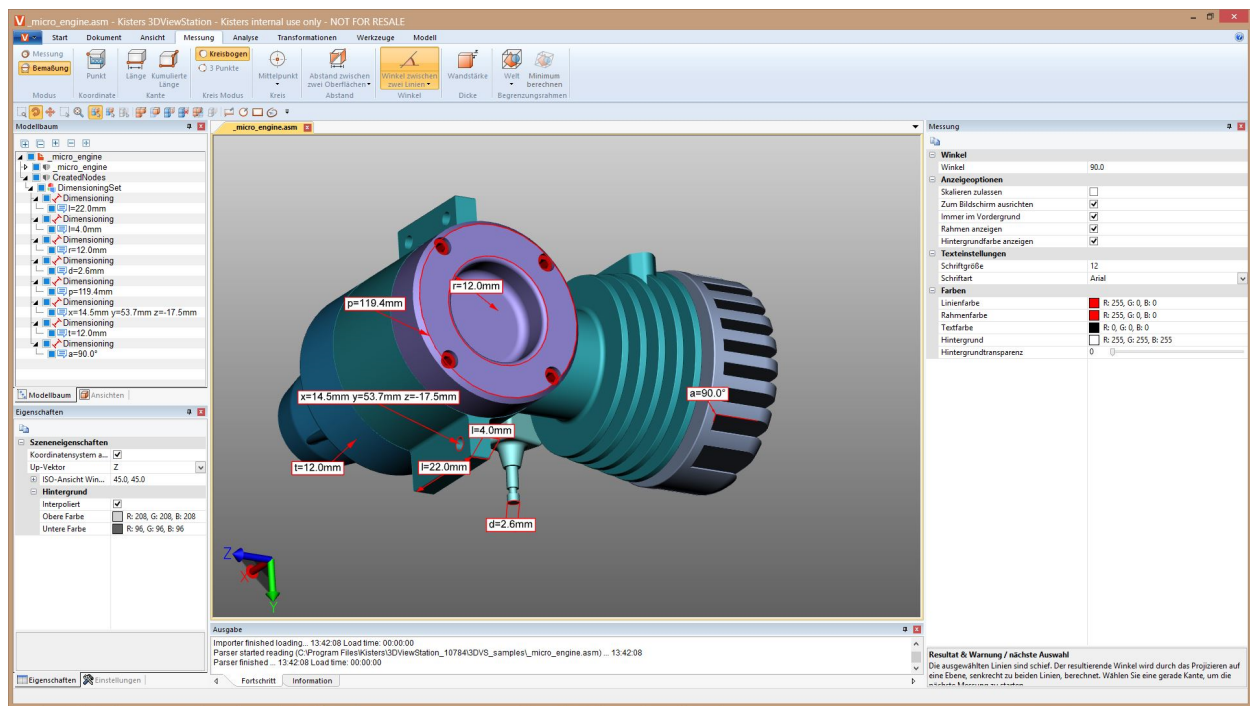 _micro_engine.asm - Kisters 3DViewStation - Kisters internal use only - NOT FOR RESALE
Start Dokument Ansicht Messung Analyse Transformationen Werkzeuge Modell
Messung
Bemaßung
Modus
Punkt
Koordinate
Länge
Kumulierte Länge
Kante
Kreisbogen
3 Punkte
Kreis Modus
Mittelpunkt
Kreis
Abstand zwischen
zwei Oberflächen
Abstand
Winkel zwischen
zwei Linien
Winkel
Wandstärke
Dicke
Welt
Minimum
berechnen
Begrenzungsrahmen
Modellbaum
_micro_engine
_micro_engine
CreatedNodes
DimensioningSet
Dimensioning
l=22.0mm
Dimensioning
l=4.0mm
Dimensioning
r=12.0mm
Dimensioning
d=2.6mm
Dimensioning
p=119.4mm
Dimensioning
x=14.5mm y=53.7mm z=-17.5mm
Dimensioning
t=12.0mm
Dimensioning
a=90.0°
Modellbaum Ansichten
Eigenschaften
Szeneneigenschaften
Koordinatensystem a...
Up-Vektor Z
ISO-Ansicht Win... 45.0, 45.0
Hintergrund
Interpoliert
Obere Farbe R: 208, G: 208, B: 208
Untere Farbe R: 96, G: 96, B: 96
Eigenschaften Einstellungen
_micro_engine.asm
r=12.0mm
p=119.4mm
x=14.5mm y=53.7mm z=-17.5mm
a=90.0°
l=4.0mm
t=12.0mm
l=22.0mm
d=2.6mm
Z
X
Y
Ausgabe
Importer finished loading... 13:42:08 Load time: 00:00:00
Parser started reading (C:\Program Files\Kisters\3DViewStation_10784\3DVS_samples\_micro_engine.asm) ... 13:42:08
Parser finished ... 13:42:08 Load time: 00:00:00
Fortschritt Information
Messung
Winkel
Winkel 90.0
Anzeigeoptionen
Skalieren zulassen
Zum Bildschirm ausrichten
Immer im Vordergrund
Rahmen anzeigen
Hintergrundfarbe anzeigen
Texteinstellungen
Schriftgröße 12
Schriftart Arial
Farben
Linienfarbe R: 255, G: 0, B: 0
Rahmenfarbe R: 255, G: 0, B: 0
Textfarbe R: 0, G: 0, B: 0
Hintergrund R: 255, G: 255, B: 255
Hintergrundtransparenz 0
Resultat & Warnung / nächste Auswahl
Die ausgewählten Linien sind schief. Der resultierende Winkel wird durch das Projizieren auf
eine Ebene, senkrecht zu beiden Linien, berechnet. Wählen Sie eine gerade Kante, um die